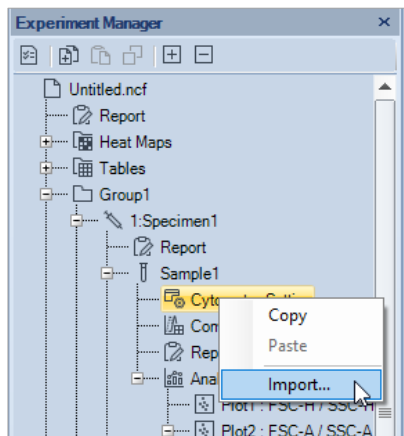 Experiment Manager
Untitled.ncf
Report
Heat Maps
Tables
Group1
1:Specimen1
Report
Sample1
Copy
Paste
Import...
Plot1 : FSC-H / SSC-H
Plot2 : FSC-A / SSC-A